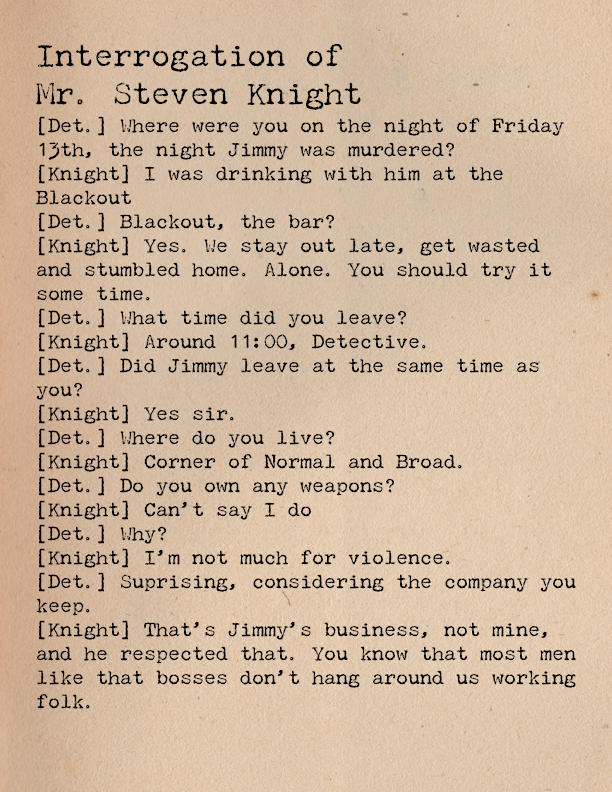 Interrogation of
Mr. Steven Knight
[Det.] Where were you on the night of Friday
13th, the night Jimmy was murdered?
[Knight] I was drinking with him at the
Blackout
[Det.] Blackout, the bar?
[Knight] Yes. We stay out late, get wasted
and stumbled home. Alone. You should try it
some time.
[Det.] What time did you leave?
[Knight] Around 11:00, Detective.
[Det.] Did Jimmy leave at the same time as
you?
[Knight] Yes sir.
[Det.] Where do you live?
[Knight] Corner of Normal and Broad.
[Det.] Do you own any weapons?
[Knight] Can't say I do
[Det.] Why?
[Knight] I'm not much for violence.
[Det.] Suprising, considering the company you
keep.
[Knight] That's Jimmy's business, not mine,
and he respected that. You know that most men
like that bosses don't hang around us working
folk.